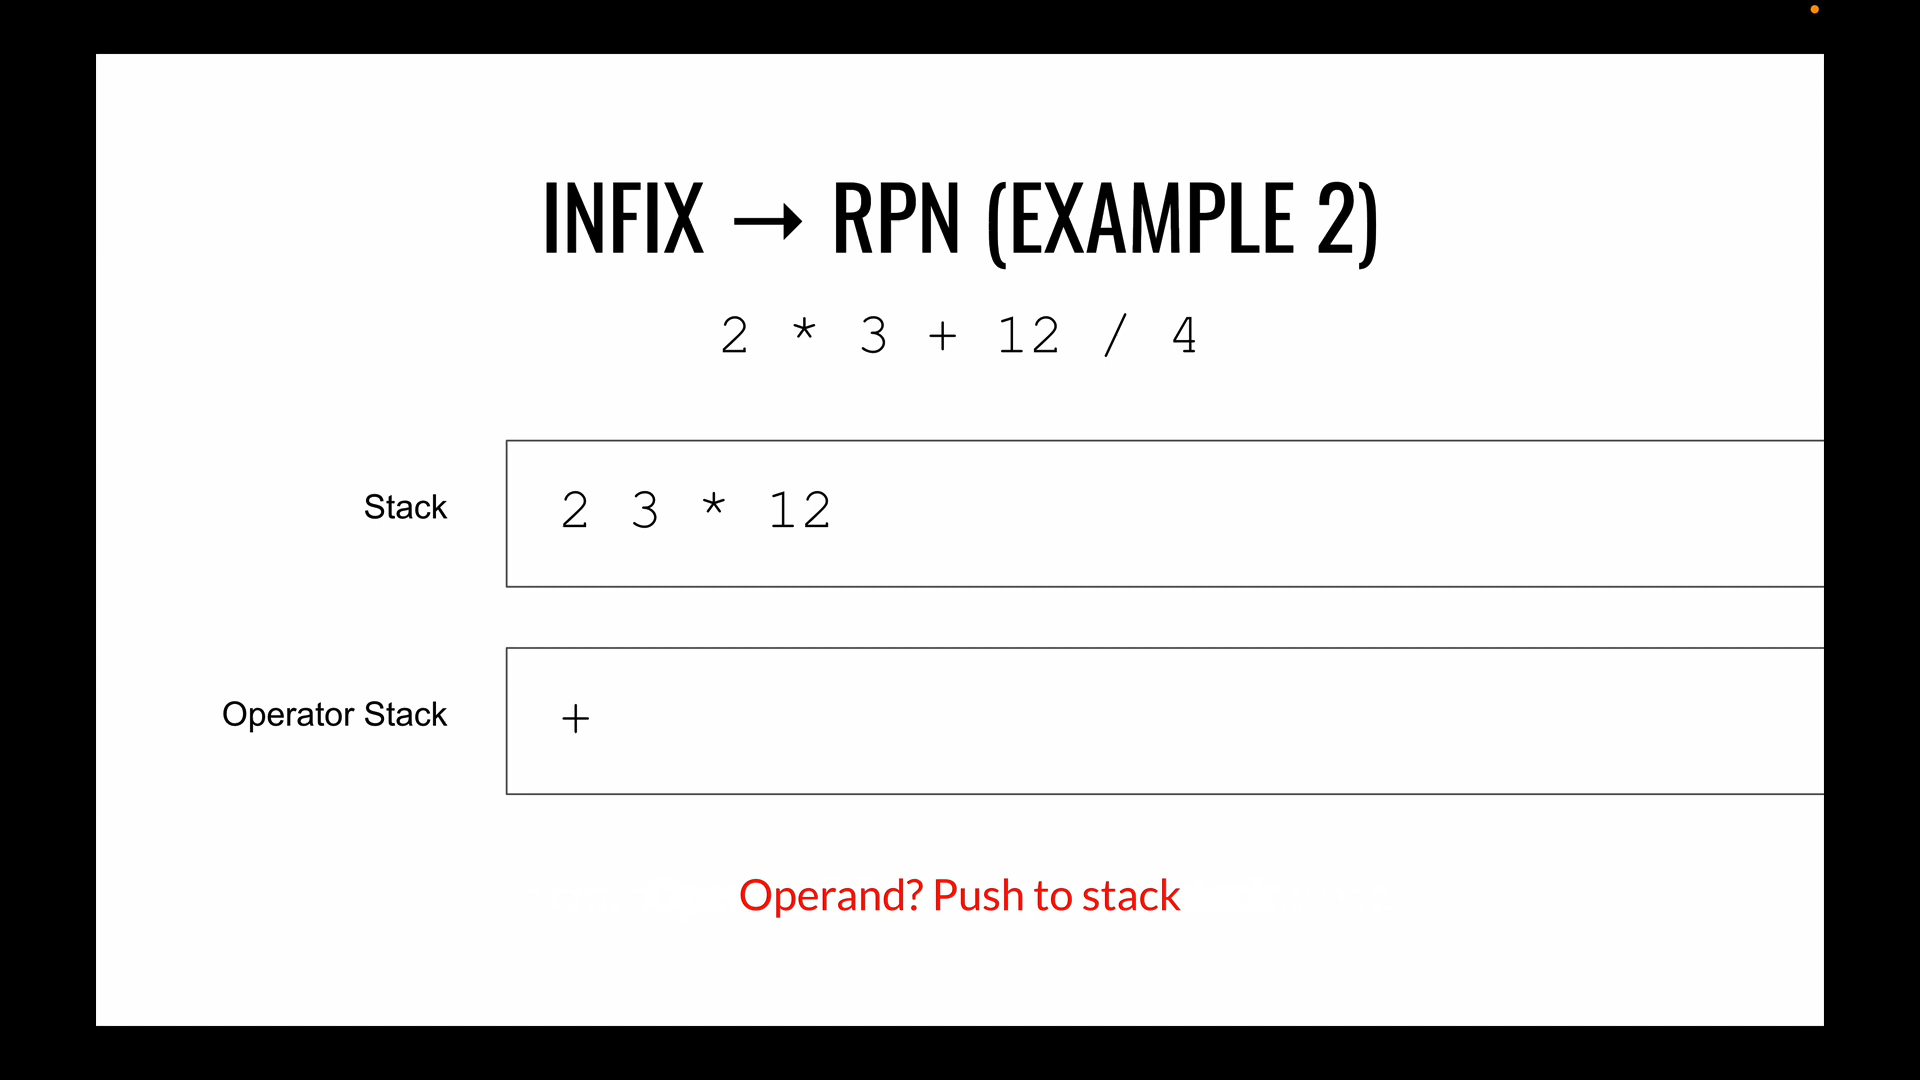 INFIX → RPN (EXAMPLE 2)
2 * 3 + 12 / 4
Stack
2 3 * 12
Operator Stack
+
Operand? Push to stack